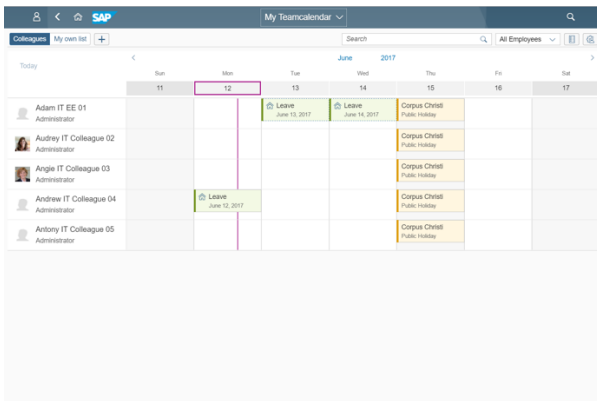 SAP
My Teamcalendar
Colleagues My own list +
Search
All Employees
Today
June 2017
Sun Mon Tue Wed Thu Fri Sat
11 12 13 14 15 16 17
Adam IT EE 01
Leave
June 13, 2017
Leave
June 14, 2017
Corpus Christi
Public Holiday
Audrey IT Colleague 02
Administrator
Corpus Christi
Public Holiday
Angie IT Colleague 03
Administrator
Corpus Christi
Public Holiday
Andrew IT Colleague 04
Administrator
Leave
June 12, 2017
Corpus Christi
Public Holiday
Antony IT Colleague 05
Administrator
Corpus Christi
Public Holiday